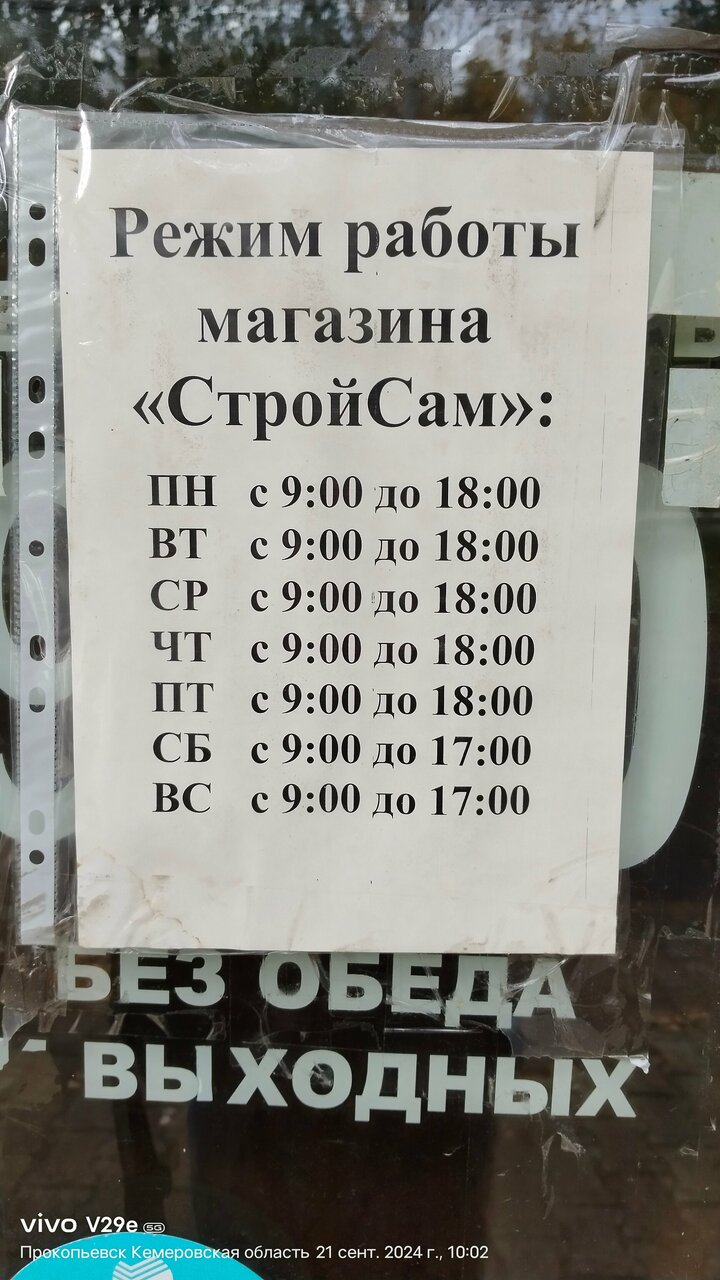 Режим работы
магазина
«СтройСам»:
ПН с 9:00 до 18:00
ВТ с 9:00 до 18:00
СР с 9:00 до 18:00
ЧТ с 9:00 до 18:00
ПТ с 9:00 до 18:00
СБ с 9:00 до 17:00
ВС с 9:00 до 17:00
БЕЗ ОБЕДА
ВЫХОДНЫХ
vivo V29e 5G
Прокопьевск Кемеровская область 21 сент. 2024 г., 10:02